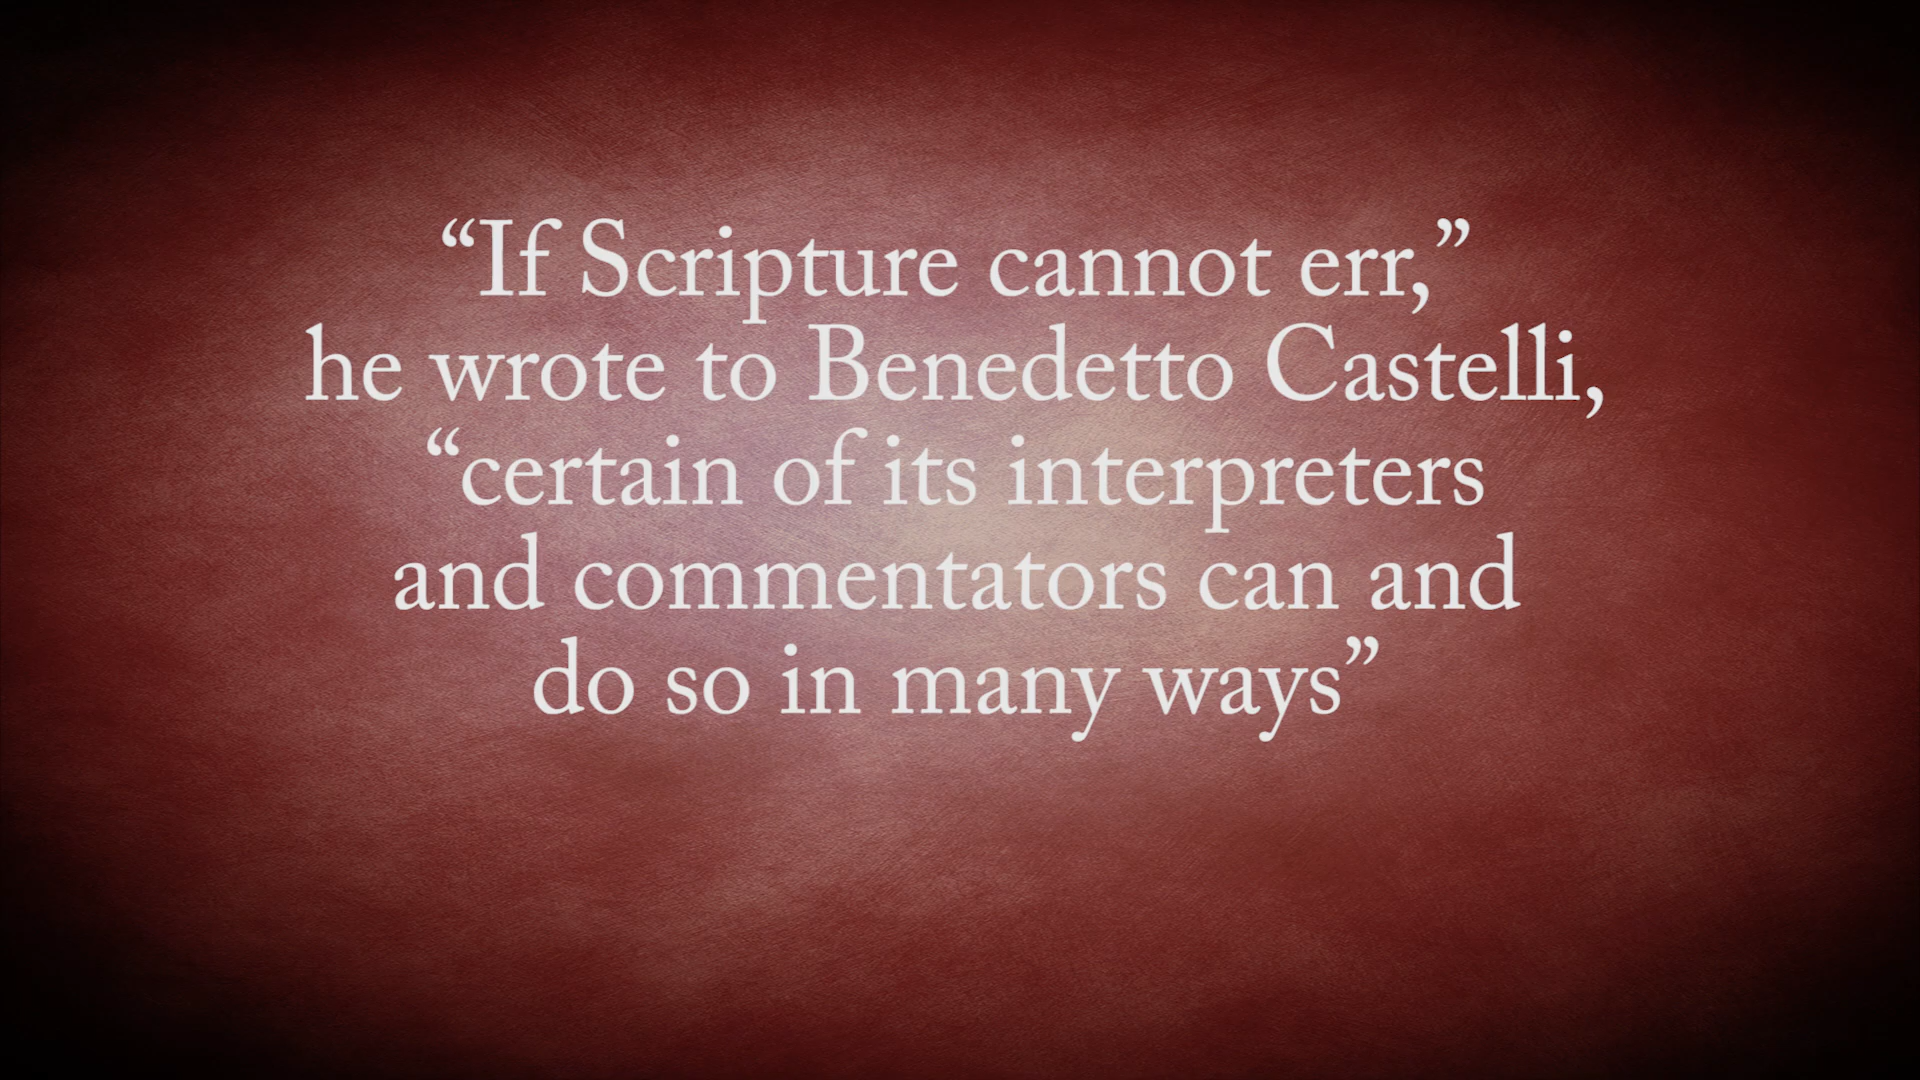 “If Scripture cannot err,”
he wrote to Benedetto Castelli,
“certain of its interpreters
and commentators can and
do so in many ways”